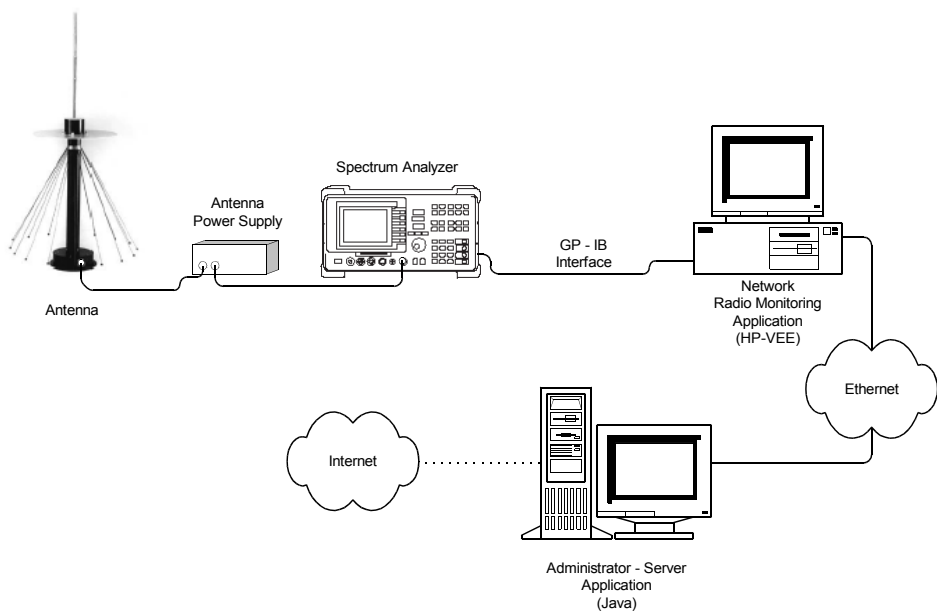 Spectrum Analyzer
Antenna
Power Supply
GP - IB
Interface
Antenna
Network
Radio Monitoring
Application
(HP-VEE)
Ethernet
Internet
Administrator - Server
Application
(Java)